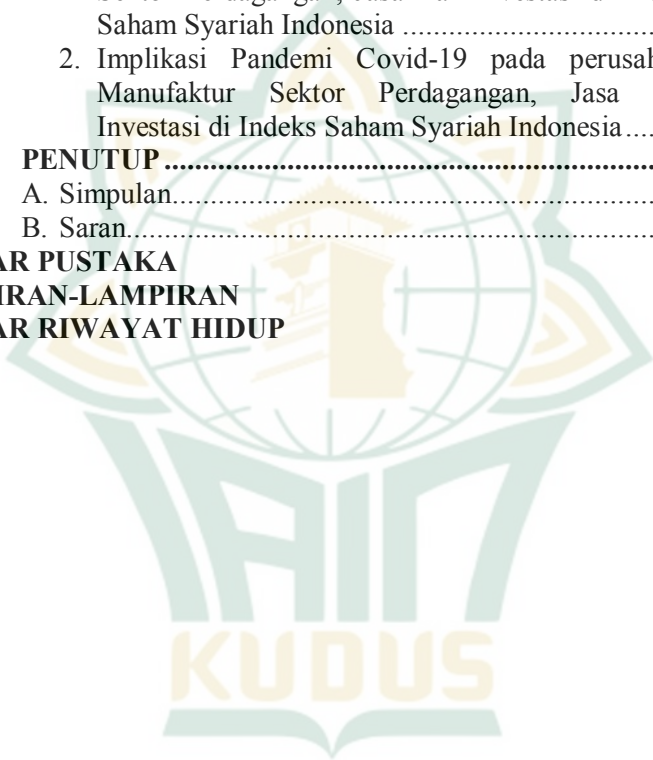 Saham Syariah Indonesia ....................................
2. Implikasi Pandemi Covid-19 pada perusah
Manufaktur Sektor Perdagangan, Jasa
Investasi di Indeks Saham Syariah Indonesia ....
PENUTUP ................................................................
A. Simpulan................................................................
B. Saran................................................................
AR PUSTAKA
IRAN-LAMPIRAN
AR RIWAYAT HIDUP
IAIN
KUDUS